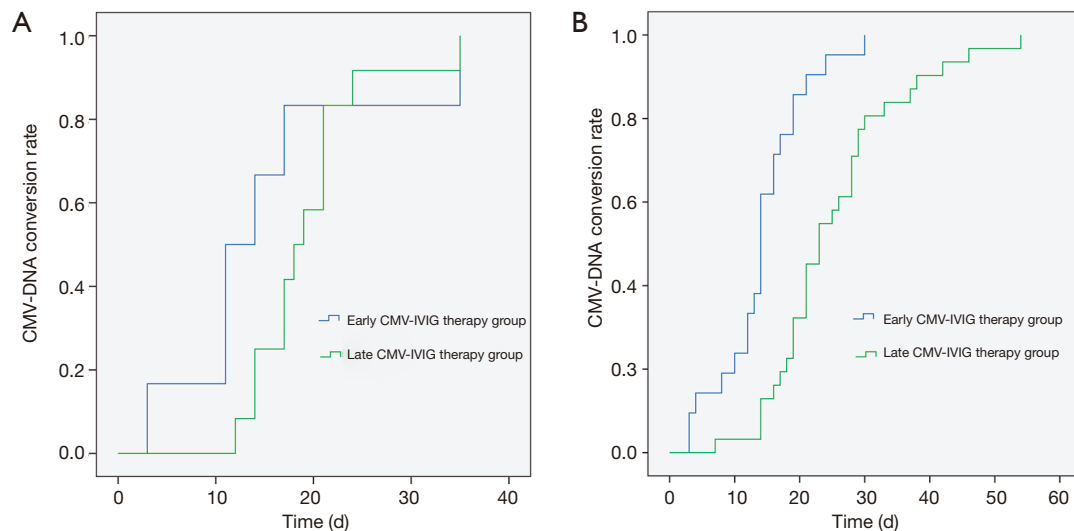 A
CMV-DNA conversion rate
1.0
0.8
0.6
0.4
0.2
0.0
Early CMV-IVIG therapy group
Late CMV-IVIG therapy group
0 10 20 30 40
Time (d)
B
CMV-DNA conversion rate
1.0
0.8
0.6
0.4
0.3
0.0
Early CMV-IVIG therapy group
Late CMV-IVIG therapy group
0 10 20 30 40 50 60
Time (d)